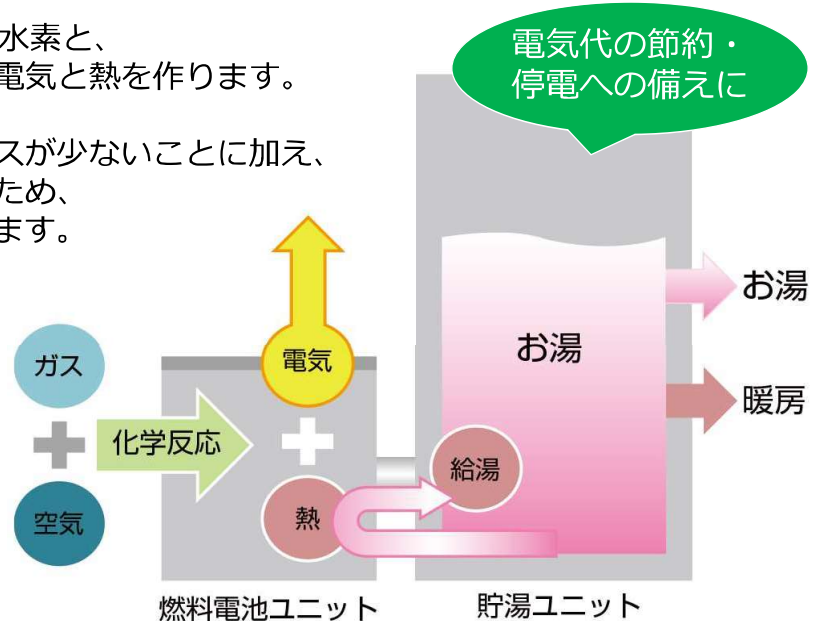 水素と、
電気と熱を作ります。
スが少ないことに加え、
ため、
ます。
電気代の節約・
停電への備えに
電気
お湯
お湯
暖房
ガス
化学反応
空気
熱
給湯
燃料電池ユニット
貯湯ユニット